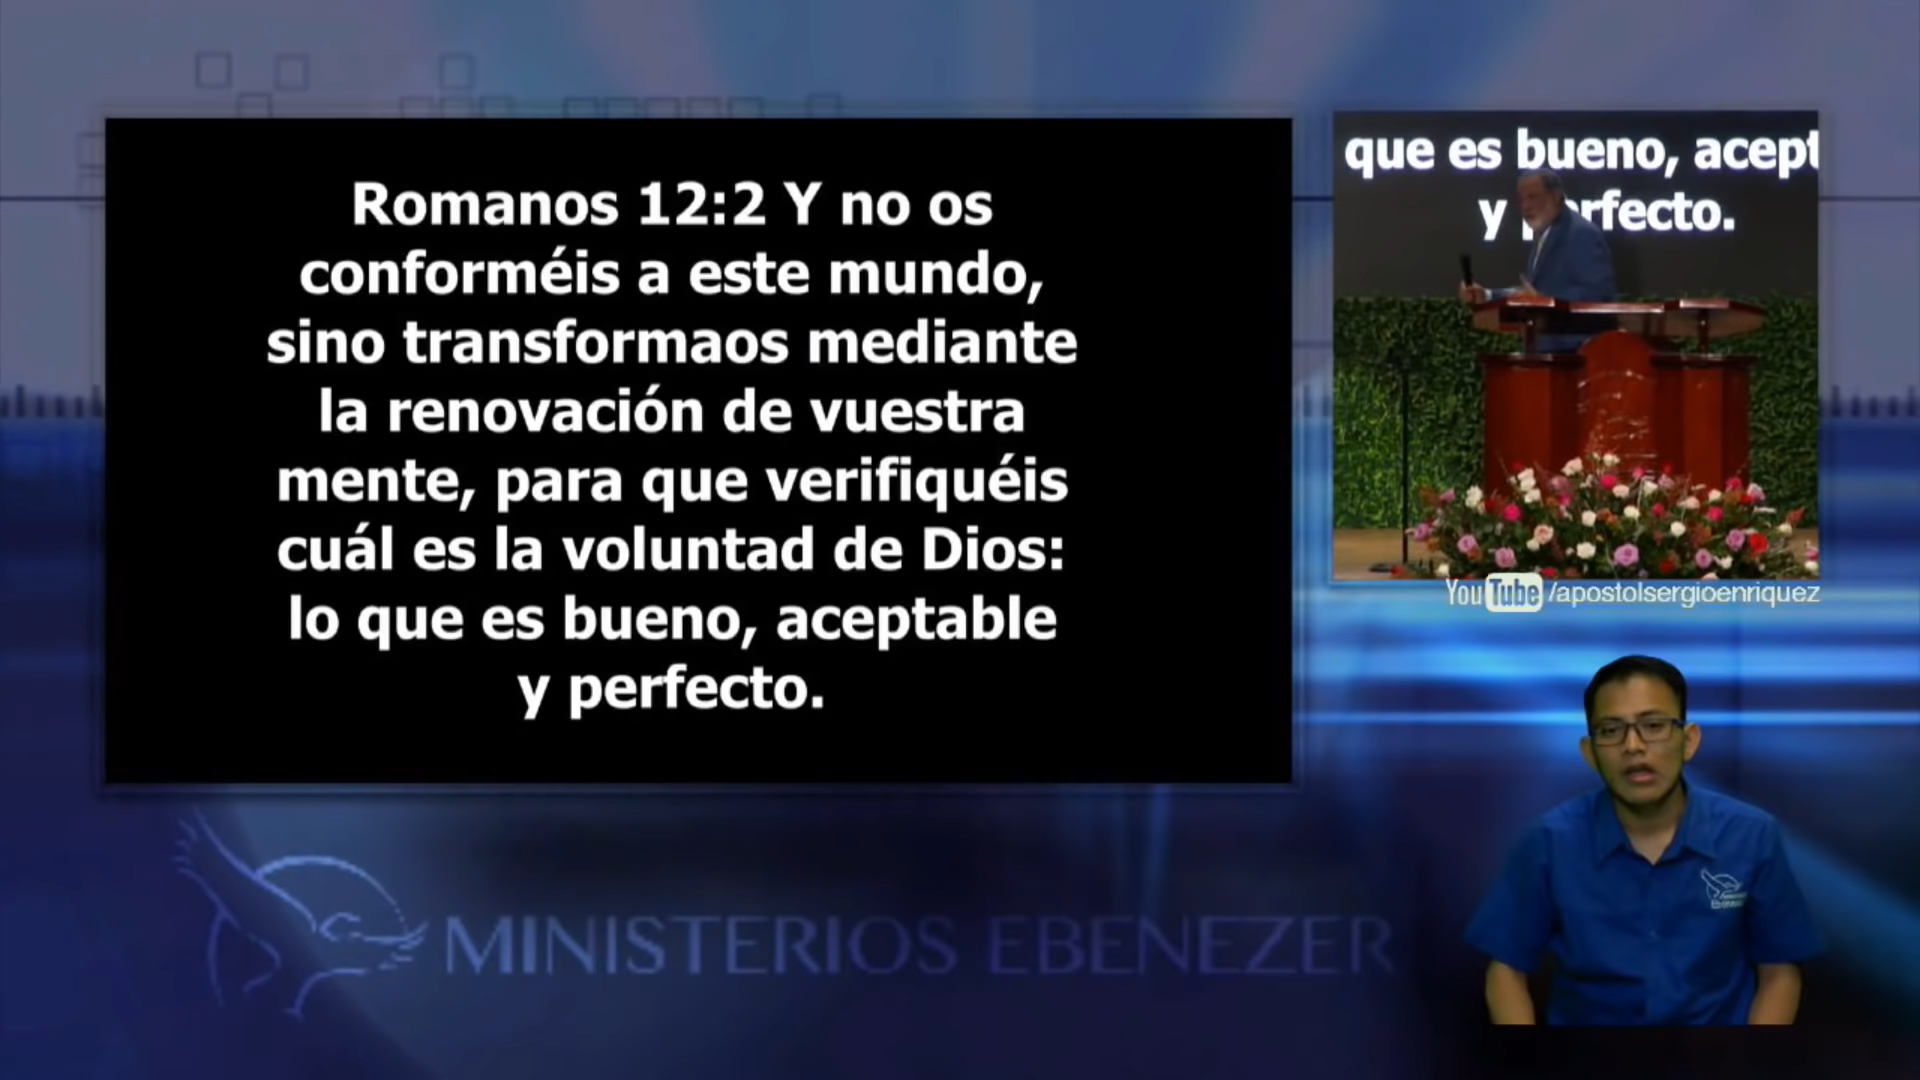 Romanos 12:2 Y no os
conforméis a este mundo,
sino transformaos mediante
la renovación de vuestra
mente, para que verifiquéis
cuál es la voluntad de Dios:
lo que es bueno, aceptable
y perfecto.
que es bueno, acept
y perfecto.
YouTube /apostolsergioenriquez
MINISTERIOS EBENEZER